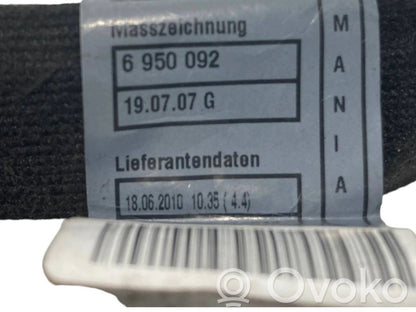 Masszeichnung
6 950 092
19.07.07 G
Lieferantendaten
18.06.2010 10.35 ( 4.4)
M
A
N
I
A
Ovoko